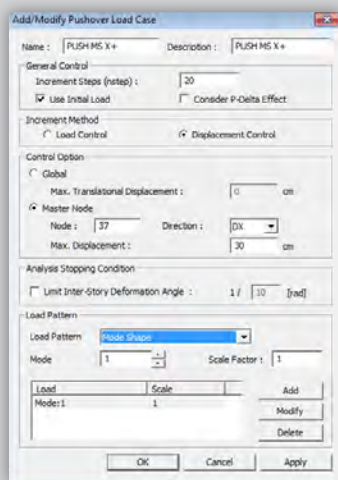 Add/Modify Pushover Load Case
Name : PUSH MS X+ Description : PUSH MS X+
General Control
Increment Steps (nstep) : 20
Use Initial Load Consider P-Delta Effect
Increment Method
Load Control Displacement Control
Control Option
Global
Max. Translational Displacement : 0 cm
Master Node
Node : 37 Direction : DX
Max. Displacement : 30 cm
Analysis Stopping Condition
Limit Inter-Story Deformation Angle : 1 / 10 [rad]
Load Pattern
Load Pattern Mode Shape
Mode 1 Scale Factor : 1
Load Scale
Mode:1 1
Add
Modify
Delete
OK Cancel Apply